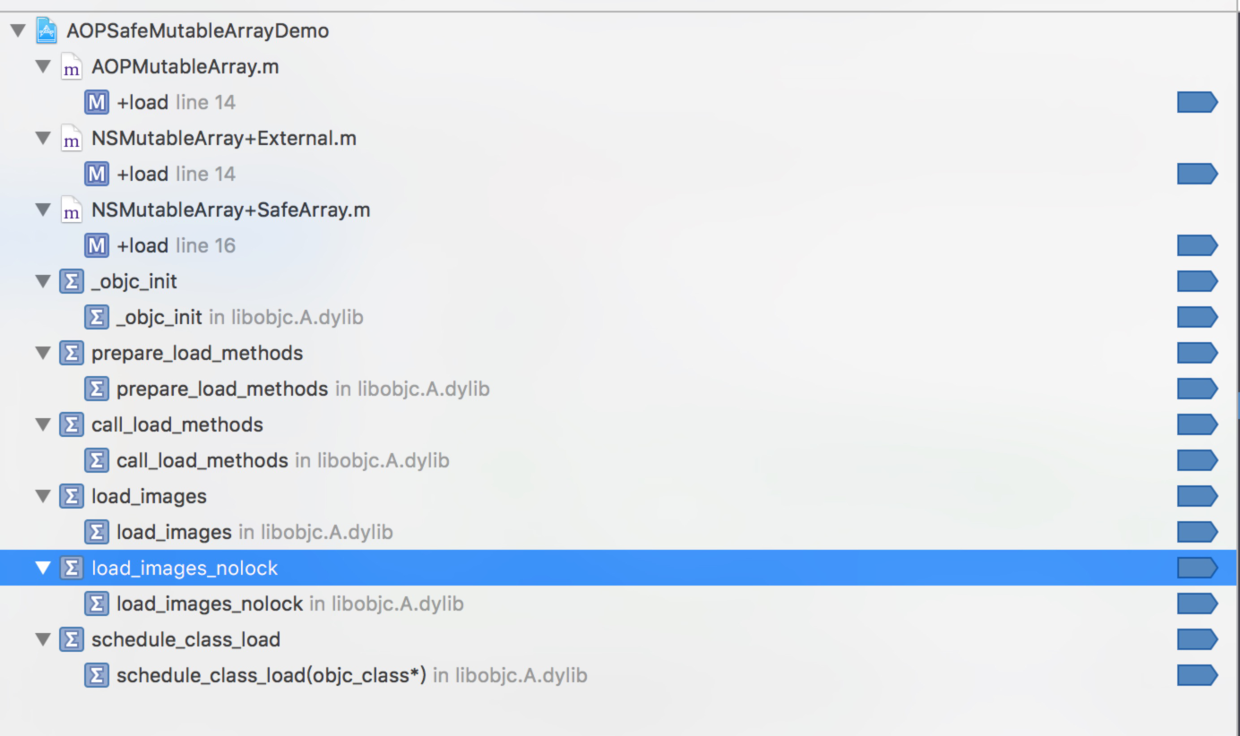 AOPSafeMutableArrayDemo
m AOPMutableArray.m
M +load line 14
m NSMutableArray+External.m
M +load line 14
m NSMutableArray+SafeArray.m
M +load line 16
Σ _objc_init
Σ _objc_init in libobjc.A.dylib
Σ prepare_load_methods
Σ prepare_load_methods in libobjc.A.dylib
Σ call_load_methods
Σ call_load_methods in libobjc.A.dylib
Σ load_images
Σ load_images in libobjc.A.dylib
Σ load_images_nolock
Σ load_images_nolock in libobjc.A.dylib
Σ schedule_class_load
Σ schedule_class_load(objc_class*) in libobjc.A.dylib